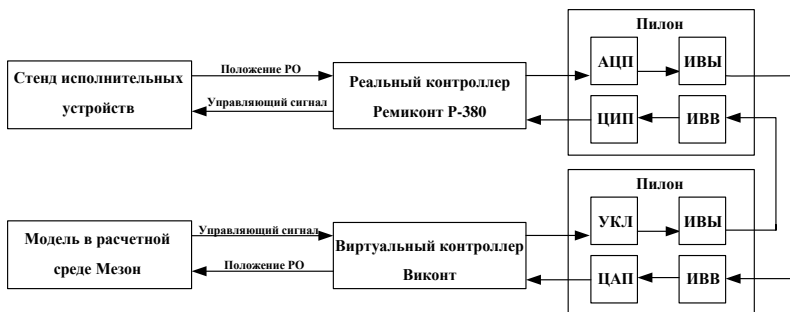 Пилон
Стенд исполнительных
устройств
Положение РО
Управляющий сигнал
Реальный контроллер
Ремиконт Р-380
АЦП
ИВЫ
ЦИП
ИВВ
Пилон
Модель в расчетной
среде Мезон
Управляющий сигнал
Положение РО
Виртуальный контроллер
Виконт
УКЛ
ИВЫ
ЦАП
ИВВ